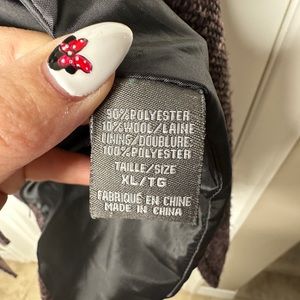 90%POLYESTER
10%WOOL/LAINE
LINING/DOUBLURE:
100%POLYESTER
TAILLE/SIZE
XL/TG
FABRIQUÉ EN CHINE
MADE IN CHINA